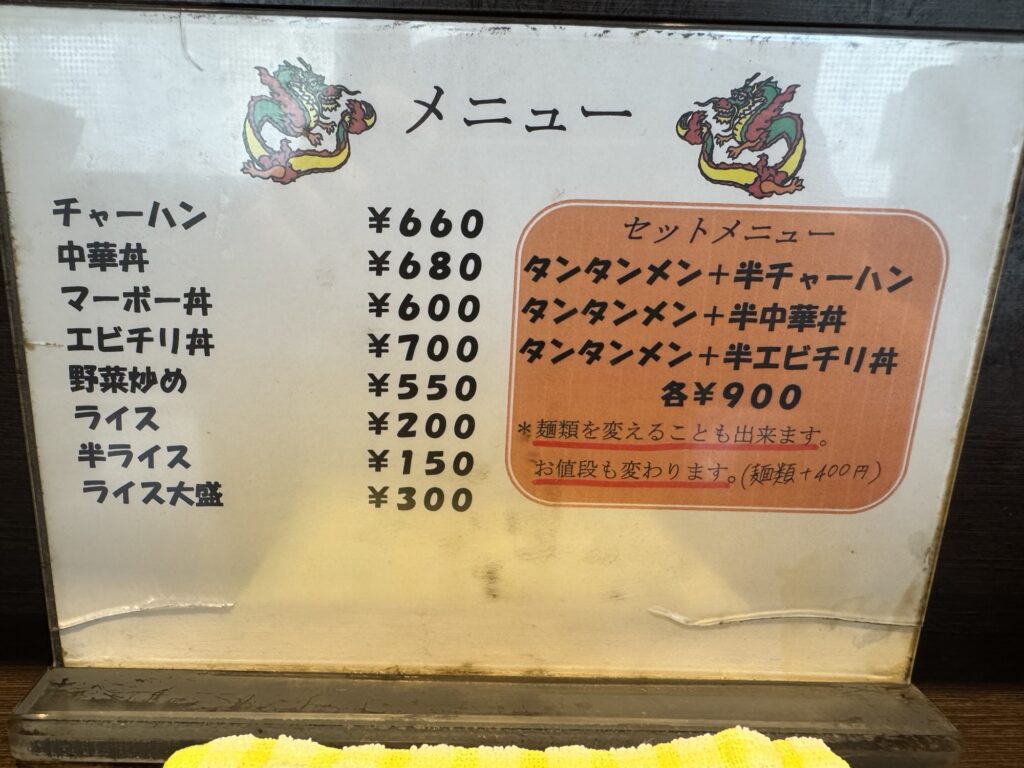 メニュー
チャーハン ¥660
中華丼 ¥680
マーボー丼 ¥600
エビチリ丼 ¥700
野菜炒め ¥550
ライス ¥200
半ライス ¥150
ライス大盛 ¥300
セットメニュー
タンタンメン+半チャーハン
タンタンメン+半中華丼
タンタンメン+半エビチリ丼
各¥900
*麺類を変えることも出来ます。
お値段も変わります。(麺類+400円)